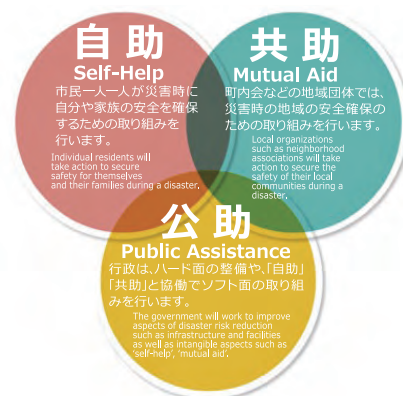 自助
Self-Help
市民一人一人が災害時に
自分や家族の安全を確保
するための取り組みを
行います。
Individual residents will
take action to secure
safety for themselves
and their families during a disaster.
共助
Mutual Aid
町内会などの地域団体では、
災害時の地域の安全確保の
ための取り組みを行います。
Local organizations
such as neighborhood
associations will take
action to secure the
safety of their local
communities during a
disaster.
公助
Public Assistance
行政は、ハード面の整備や、「自助」
「共助」と協働でソフト面の取り組
みを行います。
The government will work to improve
aspects of disaster risk reduction
such as infrastructure and facilities
as well as intangible aspects such as
‘self-help’, ‘mutual aid’.